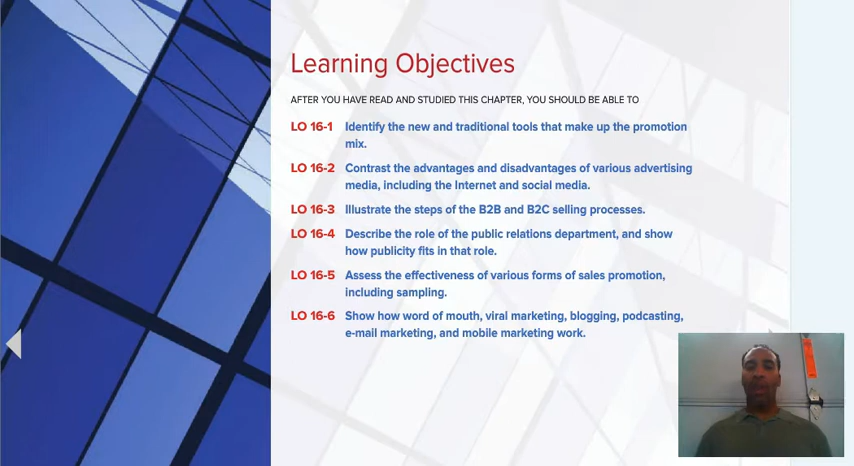 Learning Objectives
AFTER YOU HAVE READ AND STUDIED THIS CHAPTER, YOU SHOULD BE ABLE TO
LO 16-1 Identify the new and traditional tools that make up the promotion
mix.
LO 16-2 Contrast the advantages and disadvantages of various advertising
media, including the Internet and social media.
LO 16-3 Illustrate the steps of the B2B and B2C selling processes.
LO 16-4 Describe the role of the public relations department, and show
how publicity fits in that role.
LO 16-5 Assess the effectiveness of various forms of sales promotion,
including sampling.
LO 16-6 Show how word of mouth, viral marketing, blogging, podcasting,
e-mail marketing, and mobile marketing work.